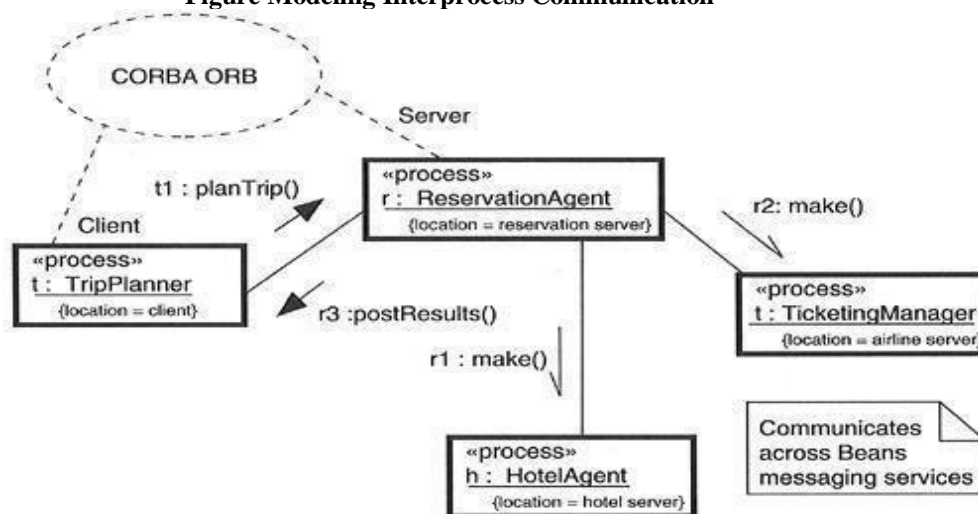 Figure Modeling Interprocess Communication
CORBA ORB
Server
«process»
r : ReservationAgent
{location = reservation server}
t1 : planTrip()
r2: make()
Client
«process»
t : TripPlanner
{location = client}
r3 :postResults()
«process»
t : TicketingManager
{location = airline server}
r1 : make()
«process»
h : HotelAgent
{location = hotel server}
Communicates
across Beans
messaging services